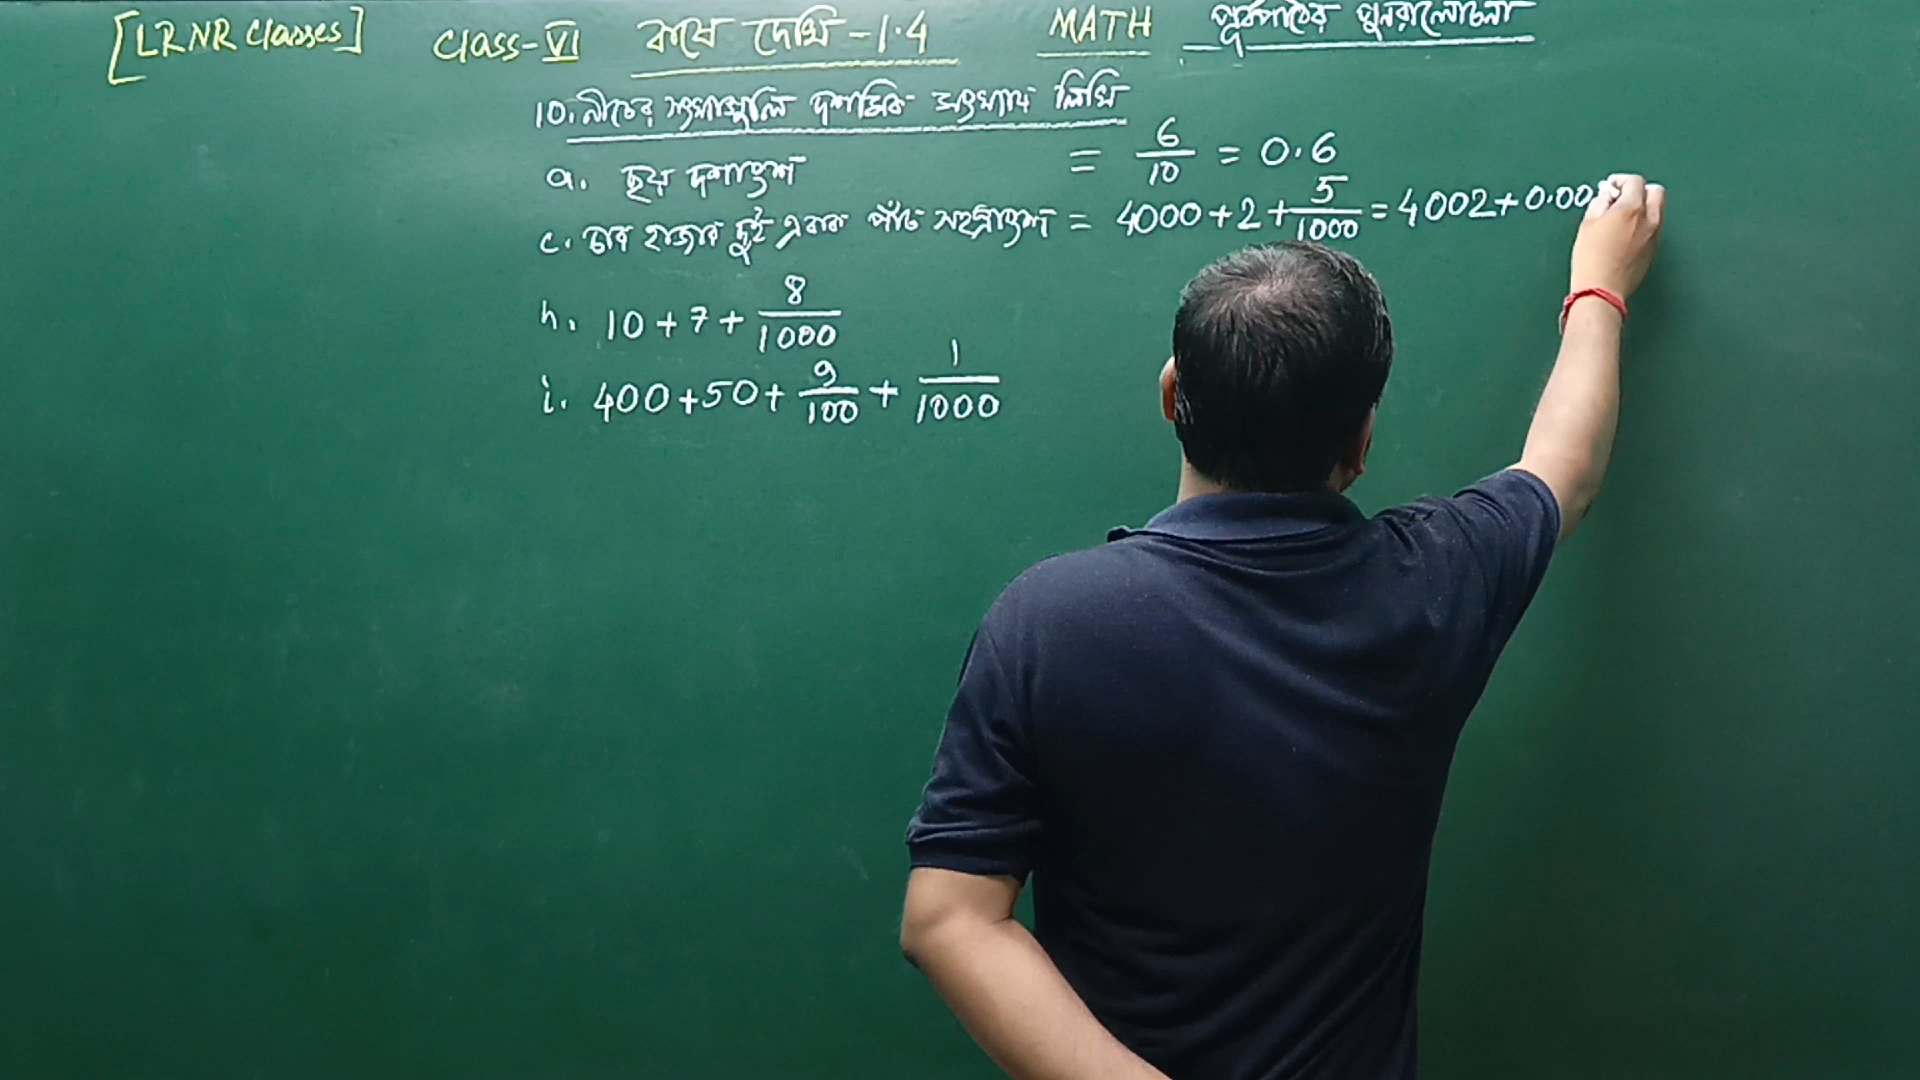 [LRNR Classes] Class-VI কষে দেখি -1.4 MATH পূর্বপাঠের পুনরালোচনা
10. নীচের সংখ্যাগুলি দশমিক সংখ্যায় লিখি
a. ছয় দশাংশ = 6/10 = 0.6
c. চার হাজার দুই এবং পাঁচ সহস্রাংশ = 4000+2+5/1000 = 4002+0.00
h. 10+7+8/1000
i. 400+50+9/100+1/1000